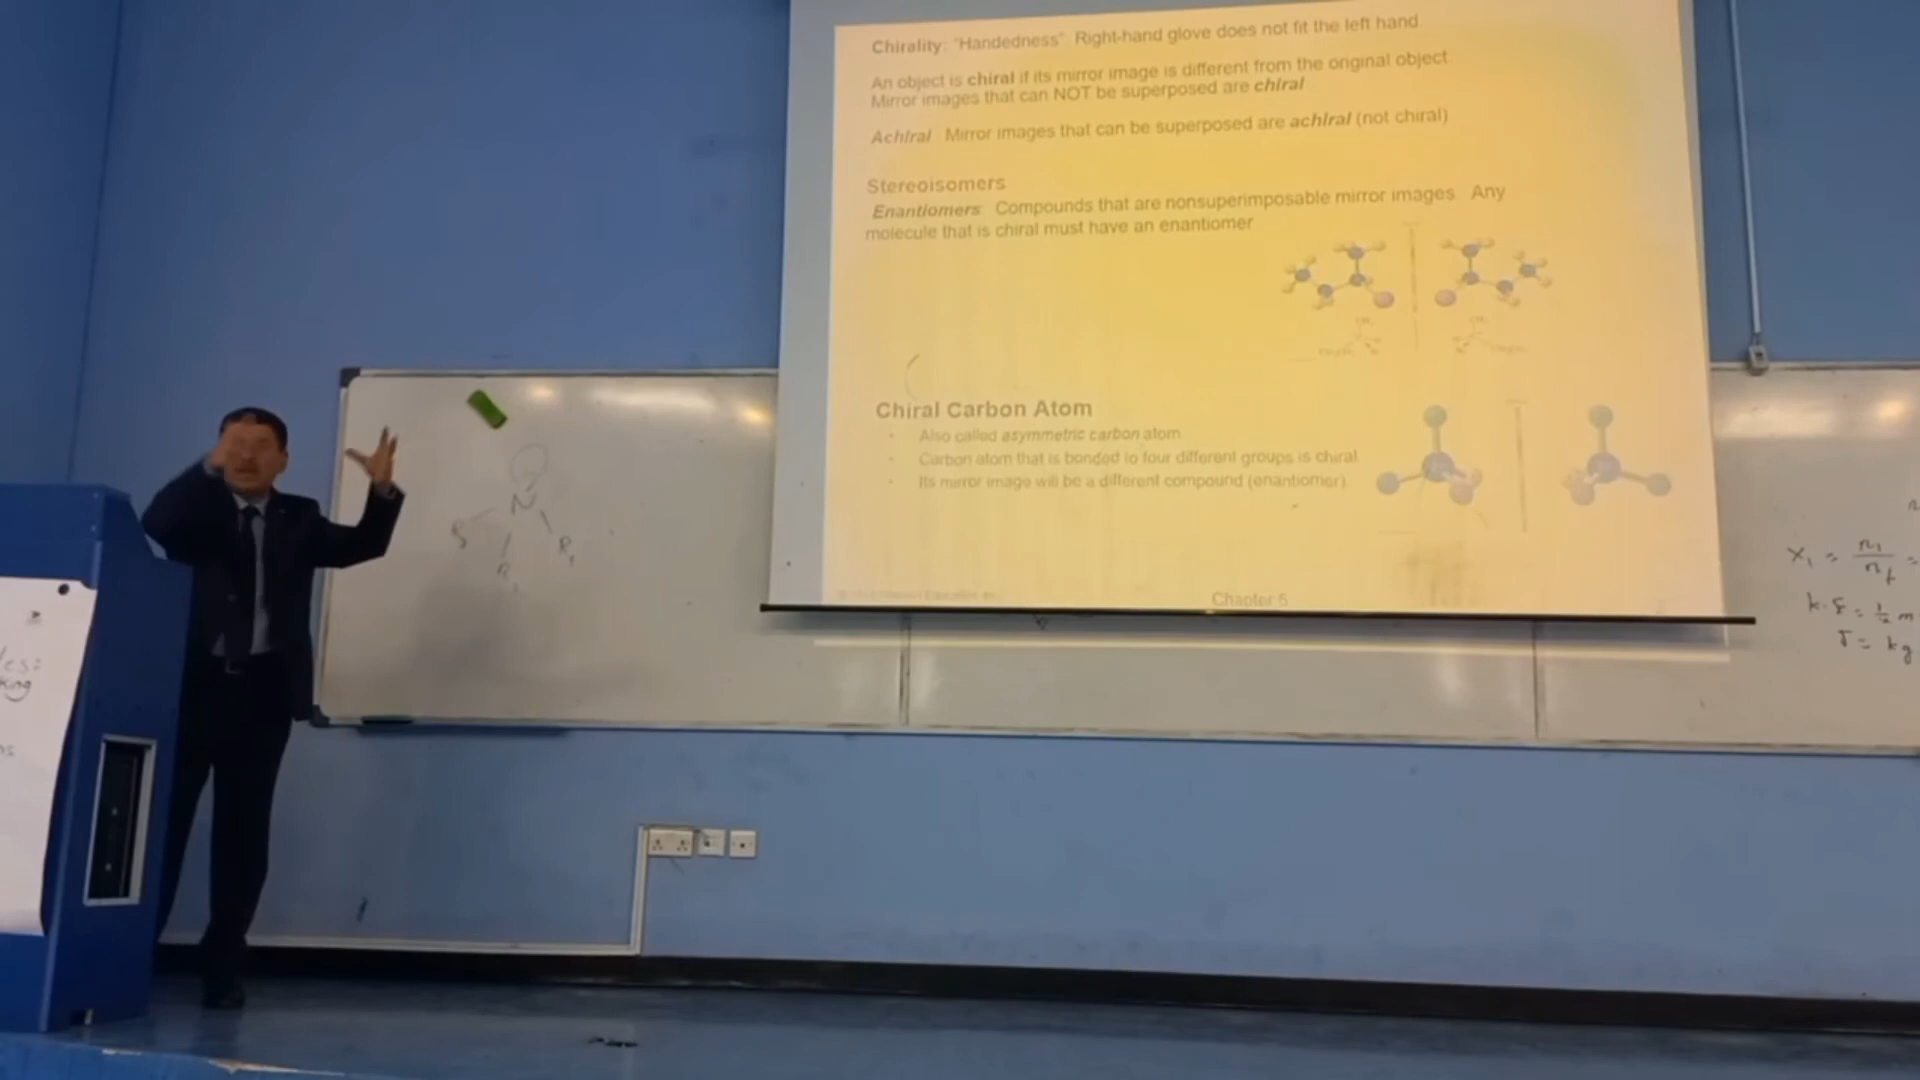 Chirality: "Handedness": Right-hand glove does not fit the left hand
An object is chiral if its mirror image is different from the original object
Mirror images that can NOT be superposed are chiral
Achiral: Mirror images that can be superposed are achiral (not chiral)
Stereoisomers
Enantiomers: Compounds that are nonsuperimposable mirror images. Any
molecule that is chiral must have an enantiomer
Chiral Carbon Atom
Also called asymmetric carbon atom
Carbon atom that is bonded to four different groups is chiral
Its mirror image will be a different compound (enantiomer).
Chapter 5
N
R
R₁
X₁ = n₁/nₜ =
k.E = ½ m
J = kg